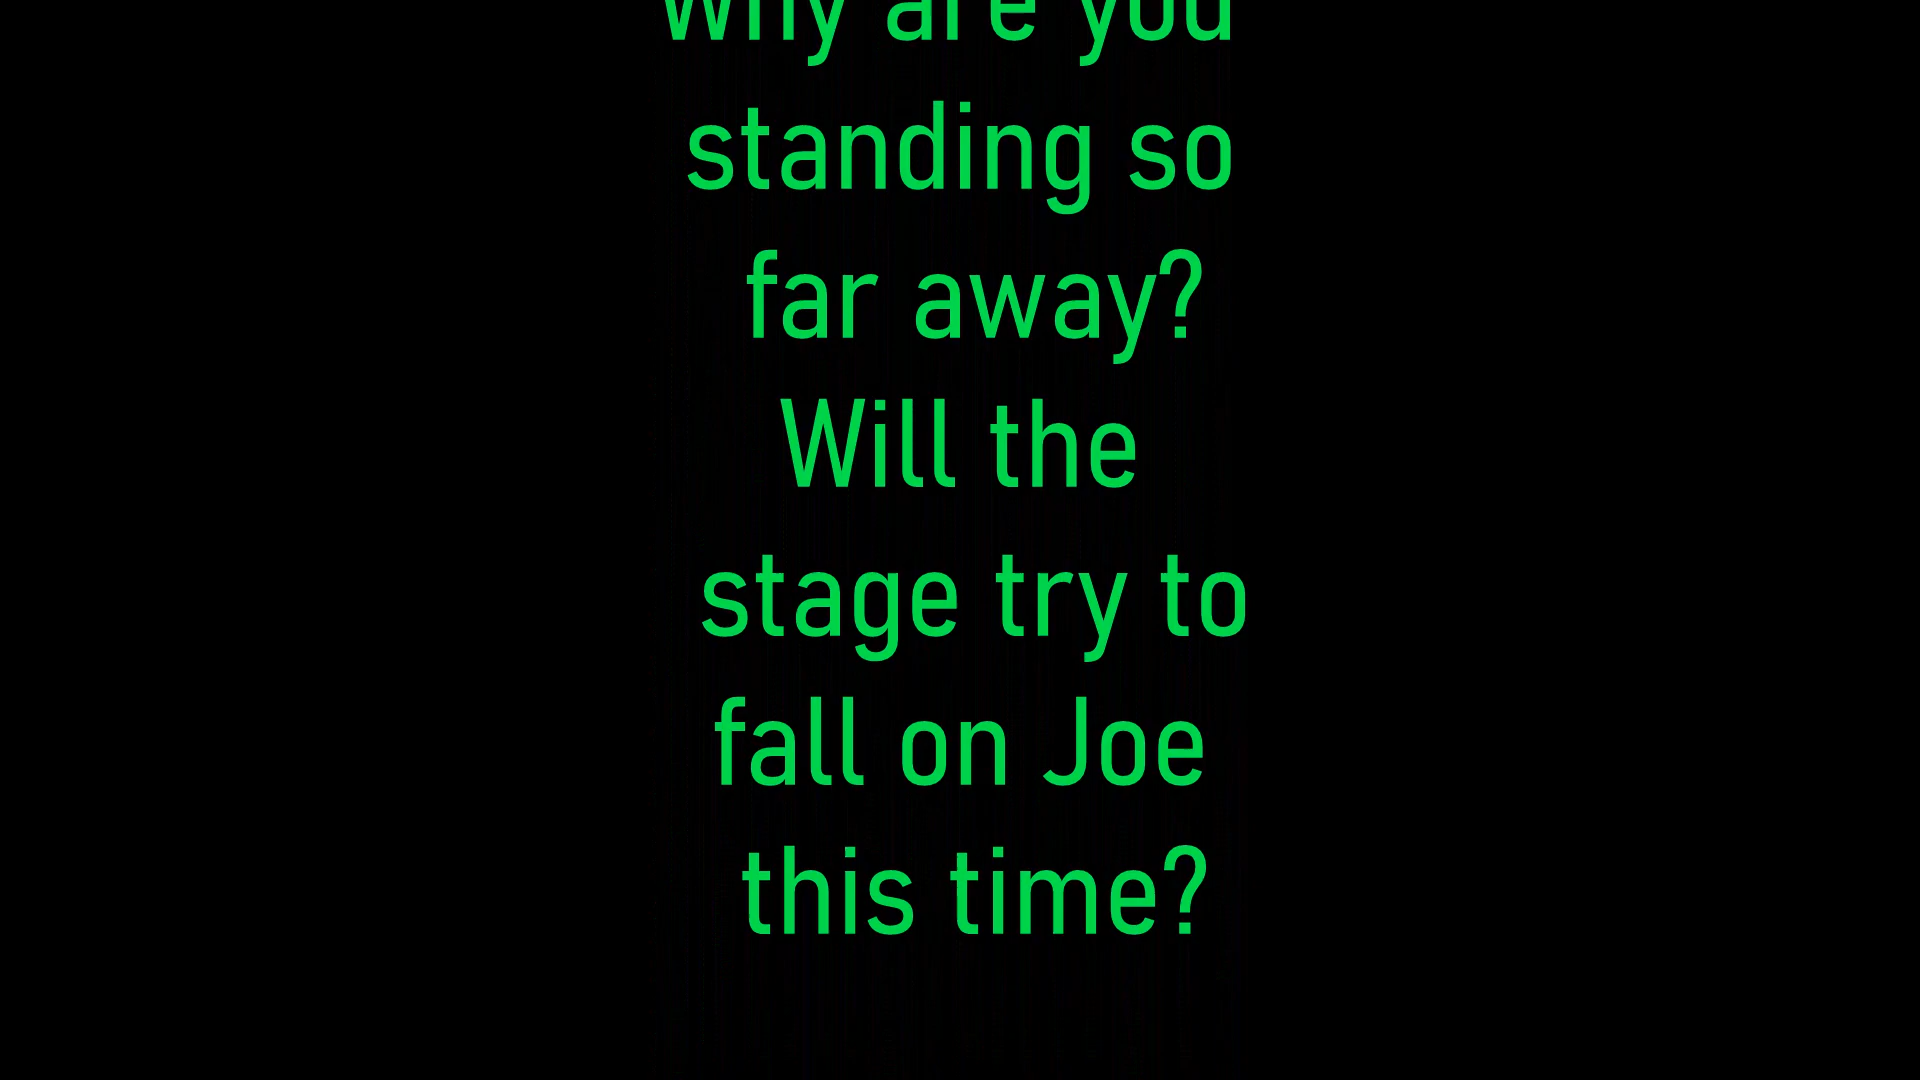 Why are you
standing so
far away?
Will the
stage try to
fall on Joe
this time?